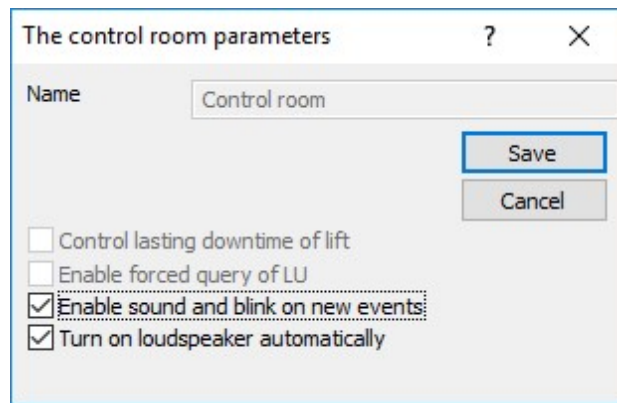 The control room parameters ?
Name Control room
Save
Cancel
Control lasting downtime of lift
Enable forced query of LU
Enable sound and blink on new events
Turn on loudspeaker automatically